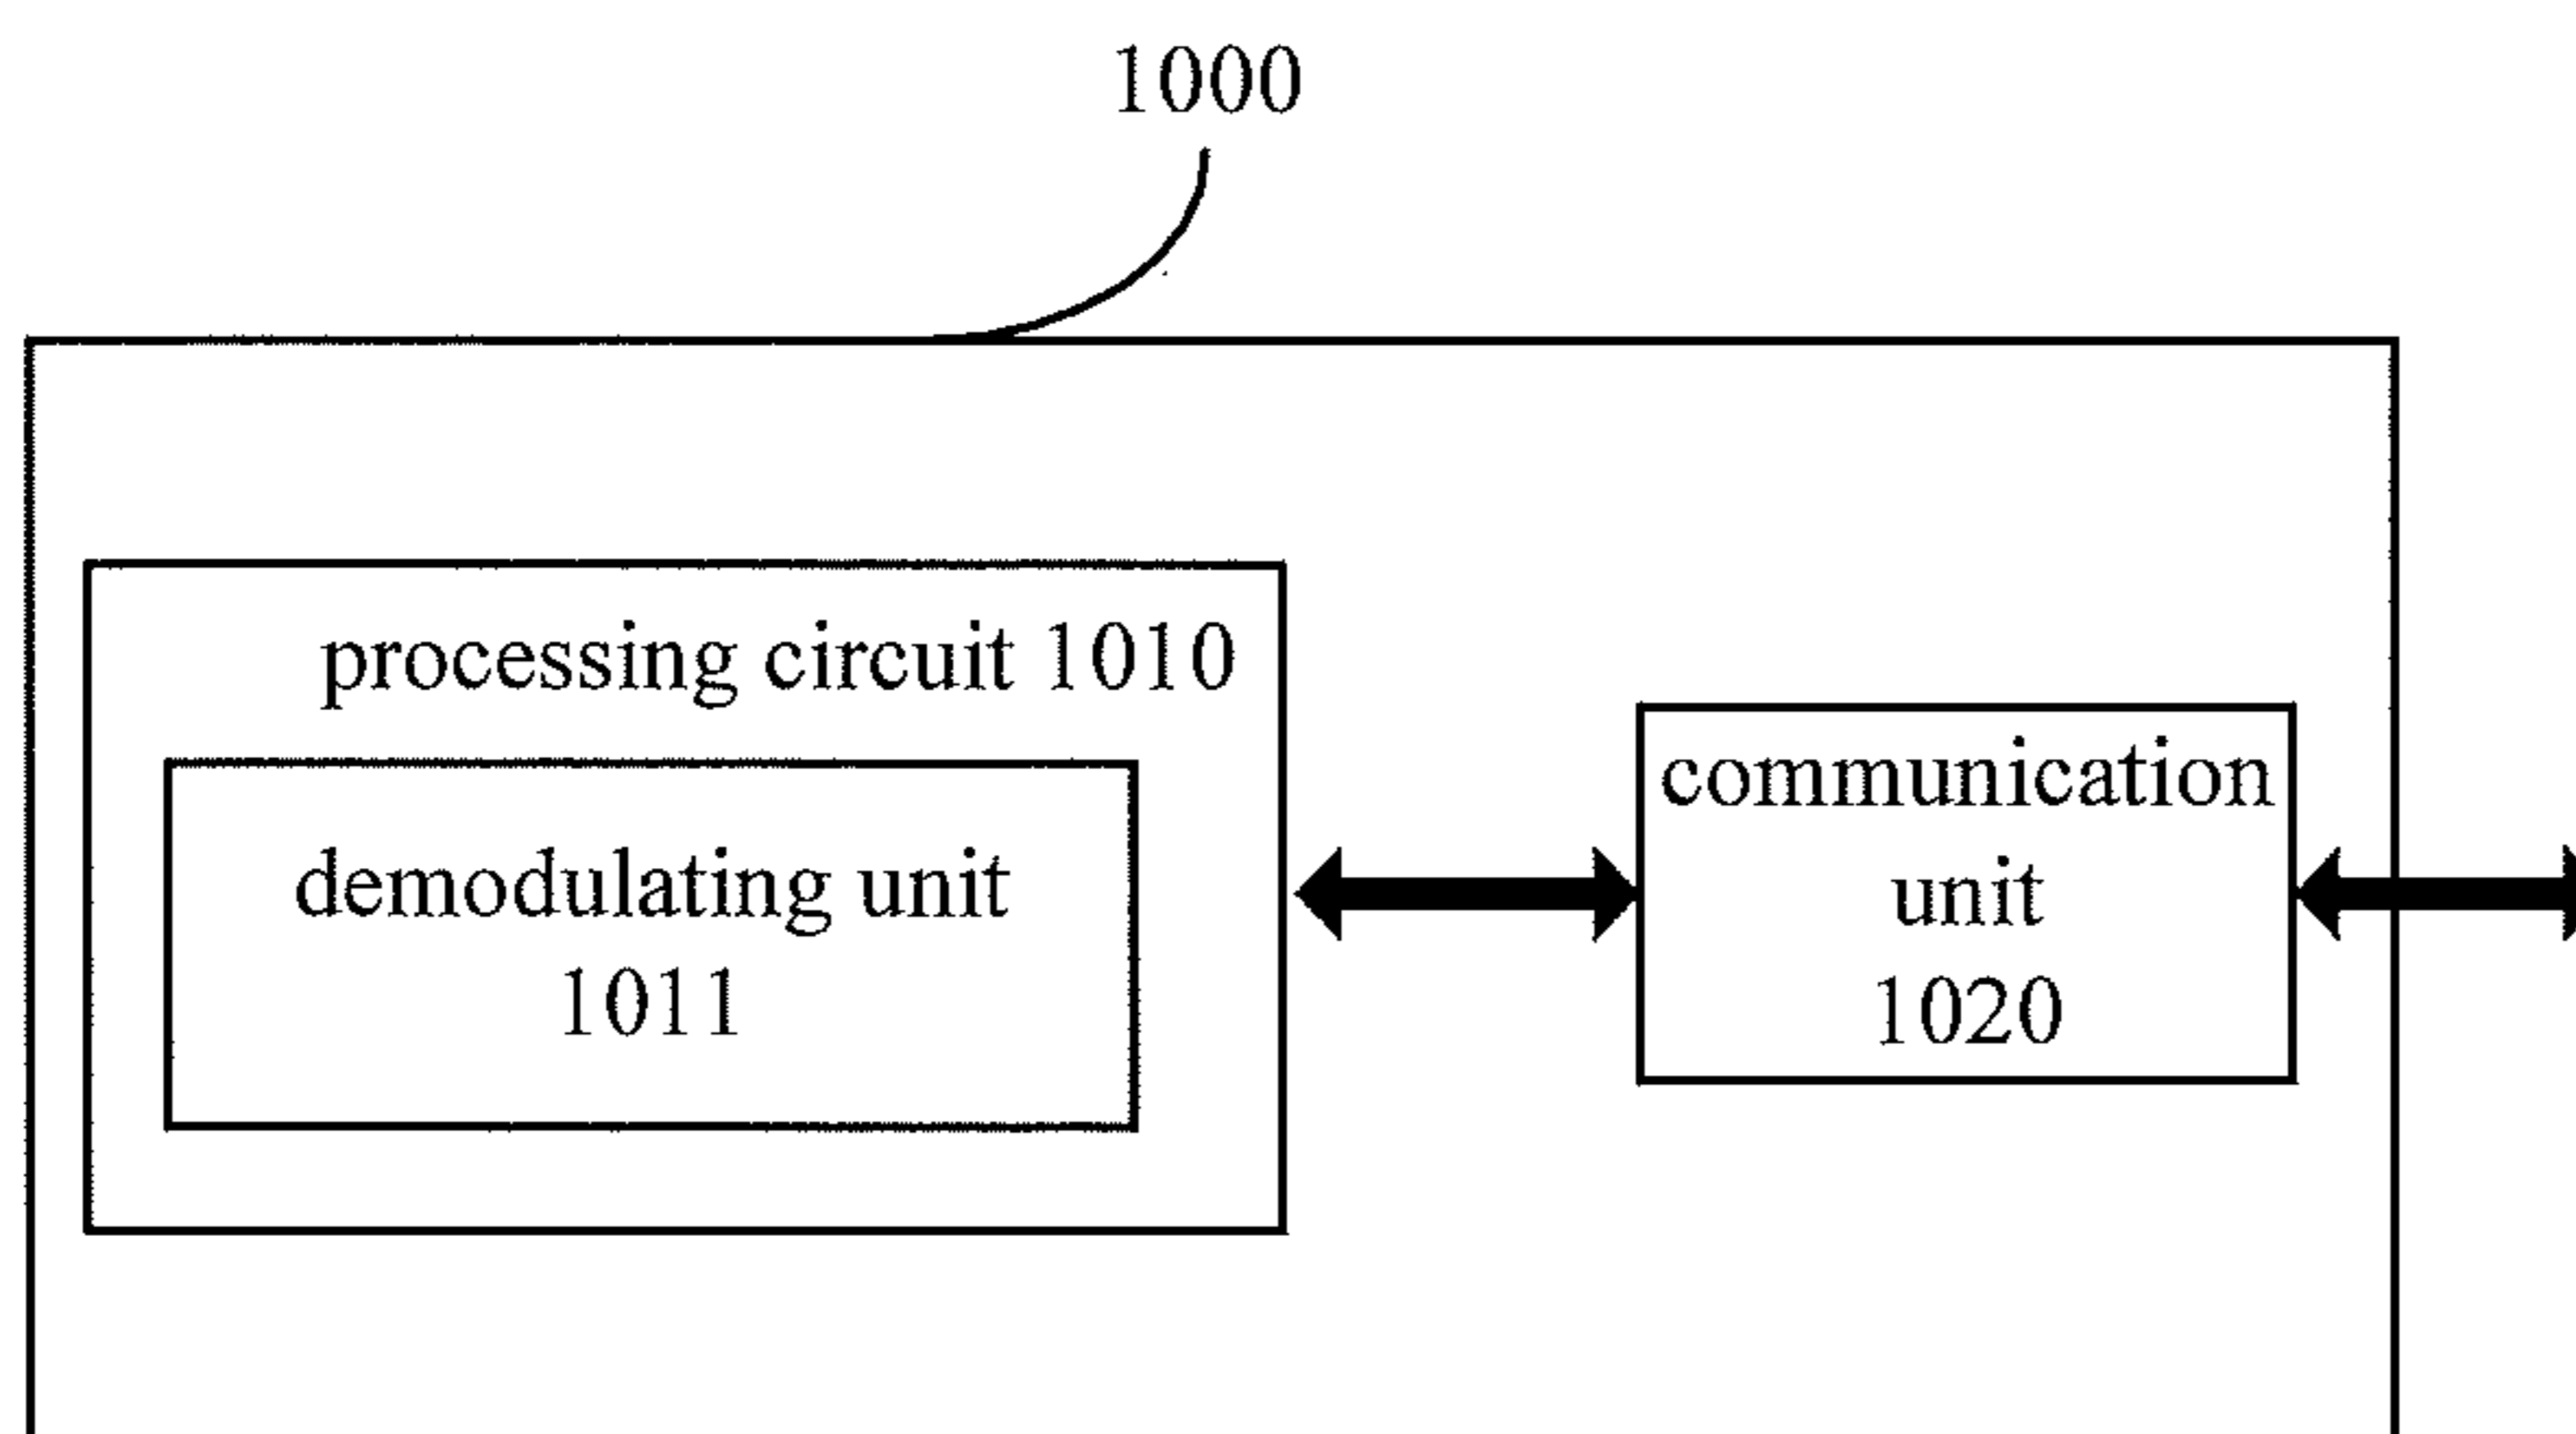 1000
processing circuit 1010
demodulating unit
1011
communication
unit
1020